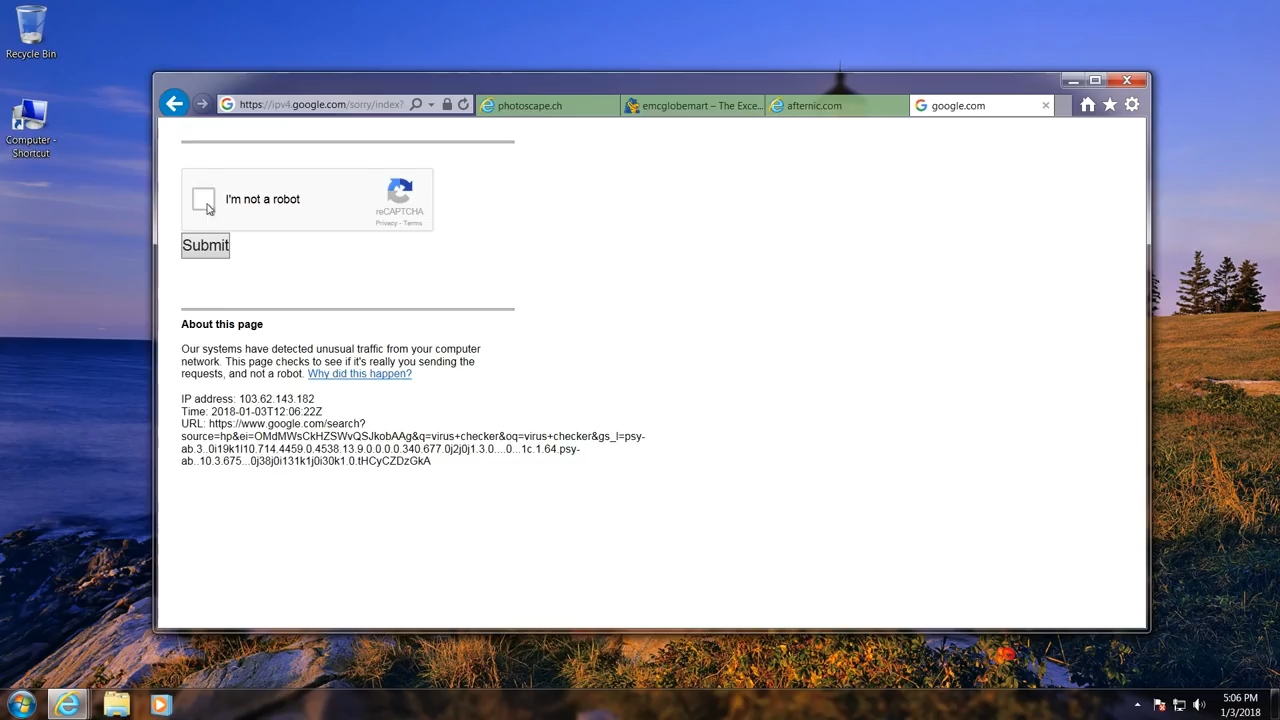 Recycle Bin
Computer -
Shortcut
https://ipv4.google.com/sorry/index?
photoscape.ch
emcglobemart – The Exce...
afternic.com
google.com
I'm not a robot
reCAPTCHA
Privacy - Terms
Submit
About this page
Our systems have detected unusual traffic from your computer
network. This page checks to see if it's really you sending the
requests, and not a robot. Why did this happen?
IP address: 103.62.143.182
Time: 2018-01-03T12:06:22Z
URL: https://www.google.com/search?
source=hp&ei=OMdMWsCkHZSWvQSJkobAAg&q=virus+checker&oq=virus+checker&gs_l=psy-
ab.3..0i19k1l10.714.4459.0.4538.13.9.0.0.0.0.340.677.0j2j0j1.3.0....0...1c.1.64.psy-
ab..10.3.675...0j38j0i131k1j0i30k1.0.tHCyCZDzGkA
5:06 PM
1/3/2018